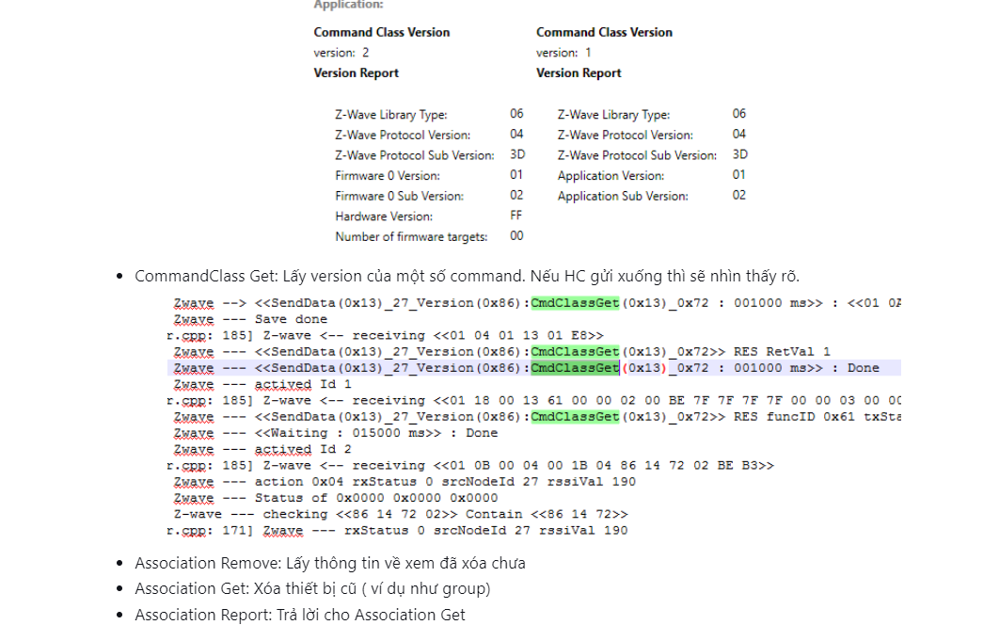 Application:
Command Class Version
version: 2
Version Report
Z-Wave Library Type: 06
Z-Wave Protocol Version: 04
Z-Wave Protocol Sub Version: 3D
Firmware 0 Version: 01
Firmware 0 Sub Version: 02
Hardware Version: FF
Number of firmware targets: 00
Command Class Version
version: 1
Version Report
Z-Wave Library Type: 06
Z-Wave Protocol Version: 04
Z-Wave Protocol Sub Version: 3D
Application Version: 01
Application Sub Version: 02
• CommandClass Get: Lấy version của một số command. Nếu HC gửi xuống thì sẽ nhìn thấy rõ.
Zwave --> <<SendData(0x13)_27_Version(0x86):CmdClassGet(0x13)_0x72 : 001000 ms>> : <<01 0A
Zwave --- Save done
r.cpp: 185] Z-wave <-- receiving <<01 04 01 13 01 E8>>
Zwave --- <<SendData(0x13)_27_Version(0x86):CmdClassGet(0x13)_0x72>> RES RetVal 1
Zwave --- <<SendData(0x13)_27_Version(0x86):CmdClassGet(0x13)_0x72 : 001000 ms>> : Done
Zwave --- actived Id 1
r.cpp: 185] Z-wave <-- receiving <<01 18 00 13 61 00 00 02 00 BE 7F 7F 7F 7F 00 00 03 00 00
Zwave --- <<SendData(0x13)_27_Version(0x86):CmdClassGet(0x13)_0x72>> RES funcID 0x61 txSta
Zwave --- <<Waiting : 015000 ms>> : Done
Zwave --- actived Id 2
r.cpp: 185] Z-wave <-- receiving <<01 0B 00 04 00 1B 04 86 14 72 02 BE B3>>
Zwave --- action 0x04 rxStatus 0 srcNodeId 27 rssiVal 190
Zwave --- Status of 0x0000 0x0000 0x0000
Z-wave --- checking <<86 14 72 02>> Contain <<86 14 72>>
r.cpp: 171] Zwave --- rxStatus 0 srcNodeId 27 rssiVal 190
• Association Remove: Lấy thông tin về xem đã xóa chưa
• Association Get: Xóa thiết bị cũ ( ví dụ như group)
• Association Report: Trả lời cho Association Get